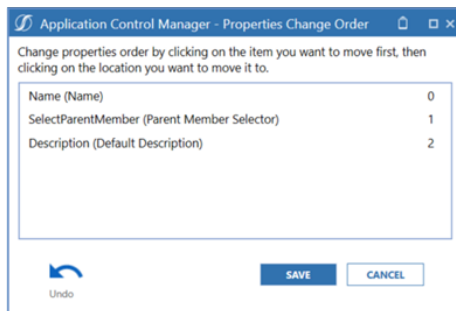 Application Control Manager - Properties Change Order
Change properties order by clicking on the item you want to move first, then
clicking on the location you want to move it to.
Name (Name) 0
SelectParentMember (Parent Member Selector) 1
Description (Default Description) 2
Undo
SAVE
CANCEL